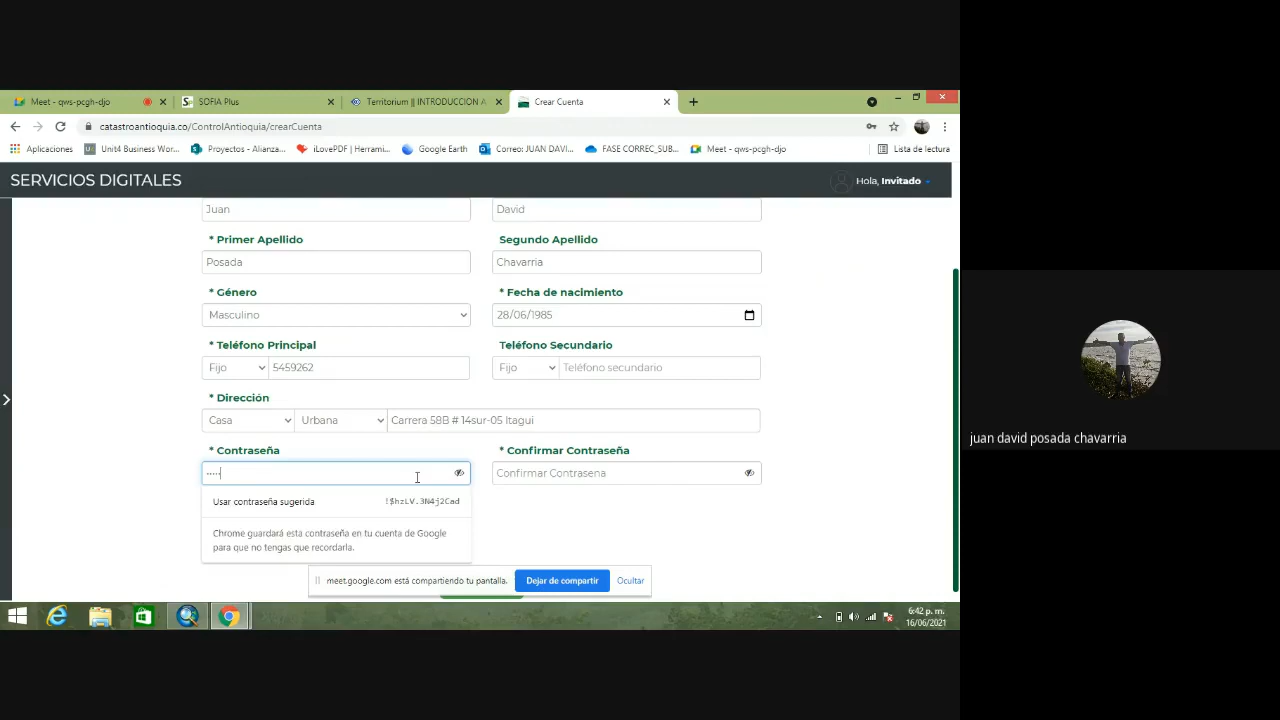 Meet - qws-pcgh-djo
SOFIA Plus
Territorium || INTRODUCCION A
Crear Cuenta
catastroantioquia.co/ControlAntioquia/crearCuenta
Aplicaciones
Unit4 Business Wor...
Proyectos - Alianza...
iLovePDF | Herrami...
Google Earth
Correo: JUAN DAVI...
FASE CORREC_SUB...
Meet - qws-pcgh-djo
Lista de lectura
SERVICIOS DIGITALES
Hola, Invitado
Juan
David
* Primer Apellido
Segundo Apellido
Posada
Chavarria
* Género
* Fecha de nacimiento
Masculino
28/06/1985
* Teléfono Principal
Teléfono Secundario
Fijo
5459262
Fijo
Teléfono secundario
* Dirección
Casa
Urbana
Carrera 58B # 14sur-05 Itagui
* Contraseña
* Confirmar Contraseña
·····
Confirmar Contrasena
Usar contraseña sugerida
!$hzLV.3N4j2Cad
Chrome guardará esta contraseña en tu cuenta de Google
para que no tengas que recordarla.
meet.google.com está compartiendo tu pantalla.
Dejar de compartir
Ocultar
6:42 p. m.
16/06/2021
juan david posada chavarria